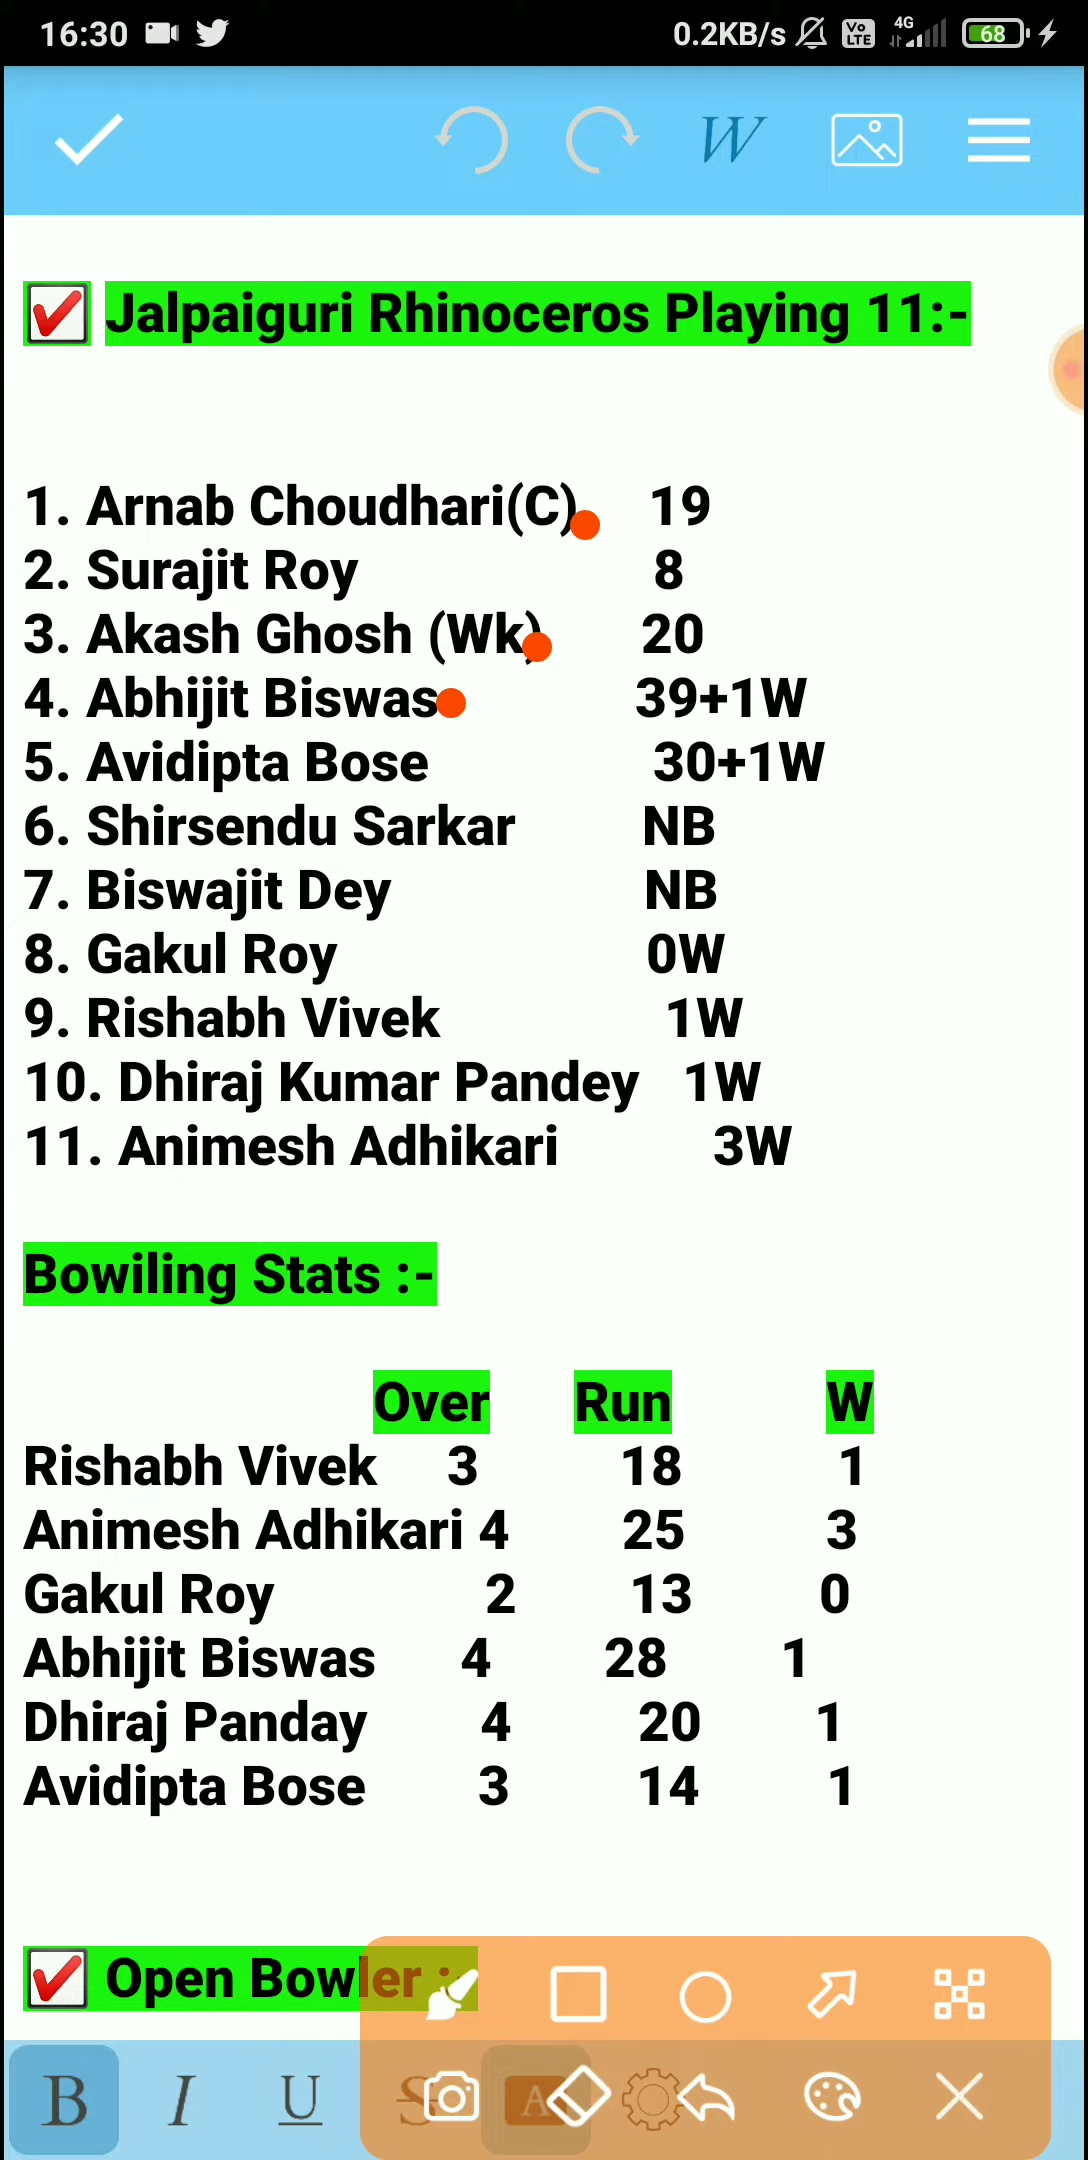 16:30 0.2KB/s Vo LTE 4G 68
W
Jalpaiguri Rhinoceros Playing 11:-
1. Arnab Choudhari(C) 19
2. Surajit Roy 8
3. Akash Ghosh (Wk) 20
4. Abhijit Biswas 39+1W
5. Avidipta Bose 30+1W
6. Shirsendu Sarkar NB
7. Biswajit Dey NB
8. Gakul Roy 0W
9. Rishabh Vivek 1W
10. Dhiraj Kumar Pandey 1W
11. Animesh Adhikari 3W
Bowiling Stats :-
Over Run W
Rishabh Vivek 3 18 1
Animesh Adhikari 4 25 3
Gakul Roy 2 13 0
Abhijit Biswas 4 28 1
Dhiraj Panday 4 20 1
Avidipta Bose 3 14 1
Open Bowler :-
B I U S A